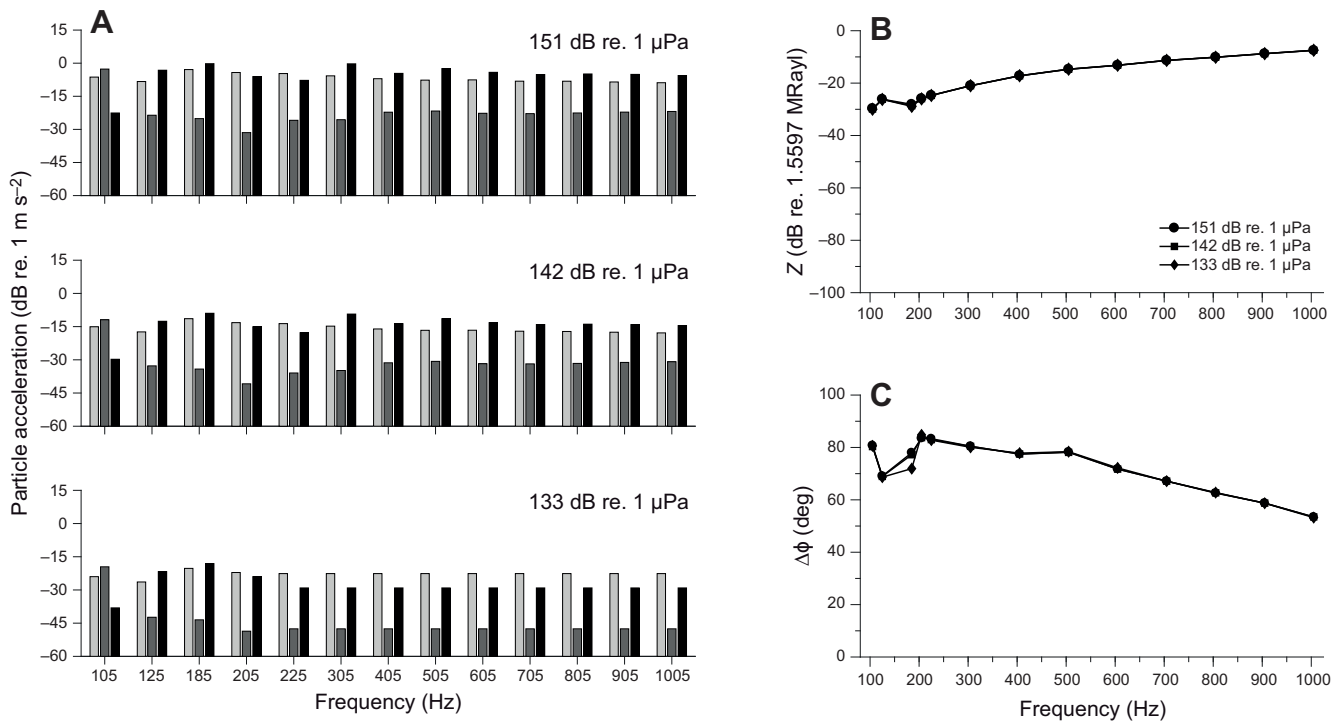 A
151 dB re. 1 µPa
15
0
–15
–30
–45
–60
142 dB re. 1 µPa
15
0
–15
–30
–45
–60
133 dB re. 1 µPa
15
0
–15
–30
–45
–60
105 125 185 205 225 305 405 505 605 705 805 905 1005
Frequency (Hz)
Particle acceleration (dB re. 1 m s⁻²)
B
0
–20
–40
–60
–80
–100
Z (dB re. 1.5597 MRayl)
151 dB re. 1 µPa
142 dB re. 1 µPa
133 dB re. 1 µPa
100 200 300 400 500 600 700 800 900 1000
C
100
80
60
40
20
0
Δϕ (deg)
100 200 300 400 500 600 700 800 900 1000
Frequency (Hz)